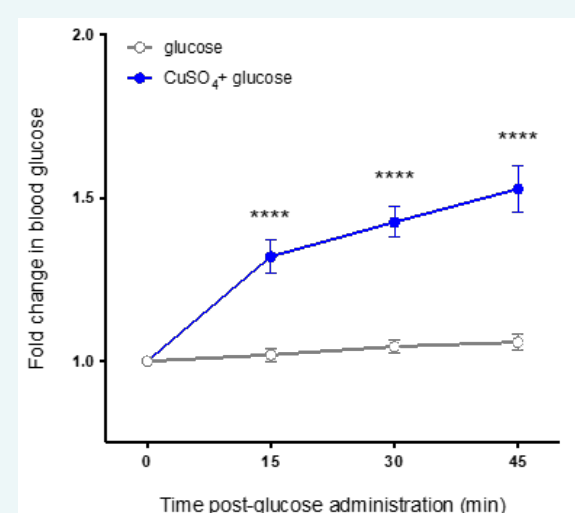 2.0
glucose
CuSO₄+ glucose
****
****
1.5
****
Fold change in blood glucose
1.0
0 15 30 45
Time post-glucose administration (min)